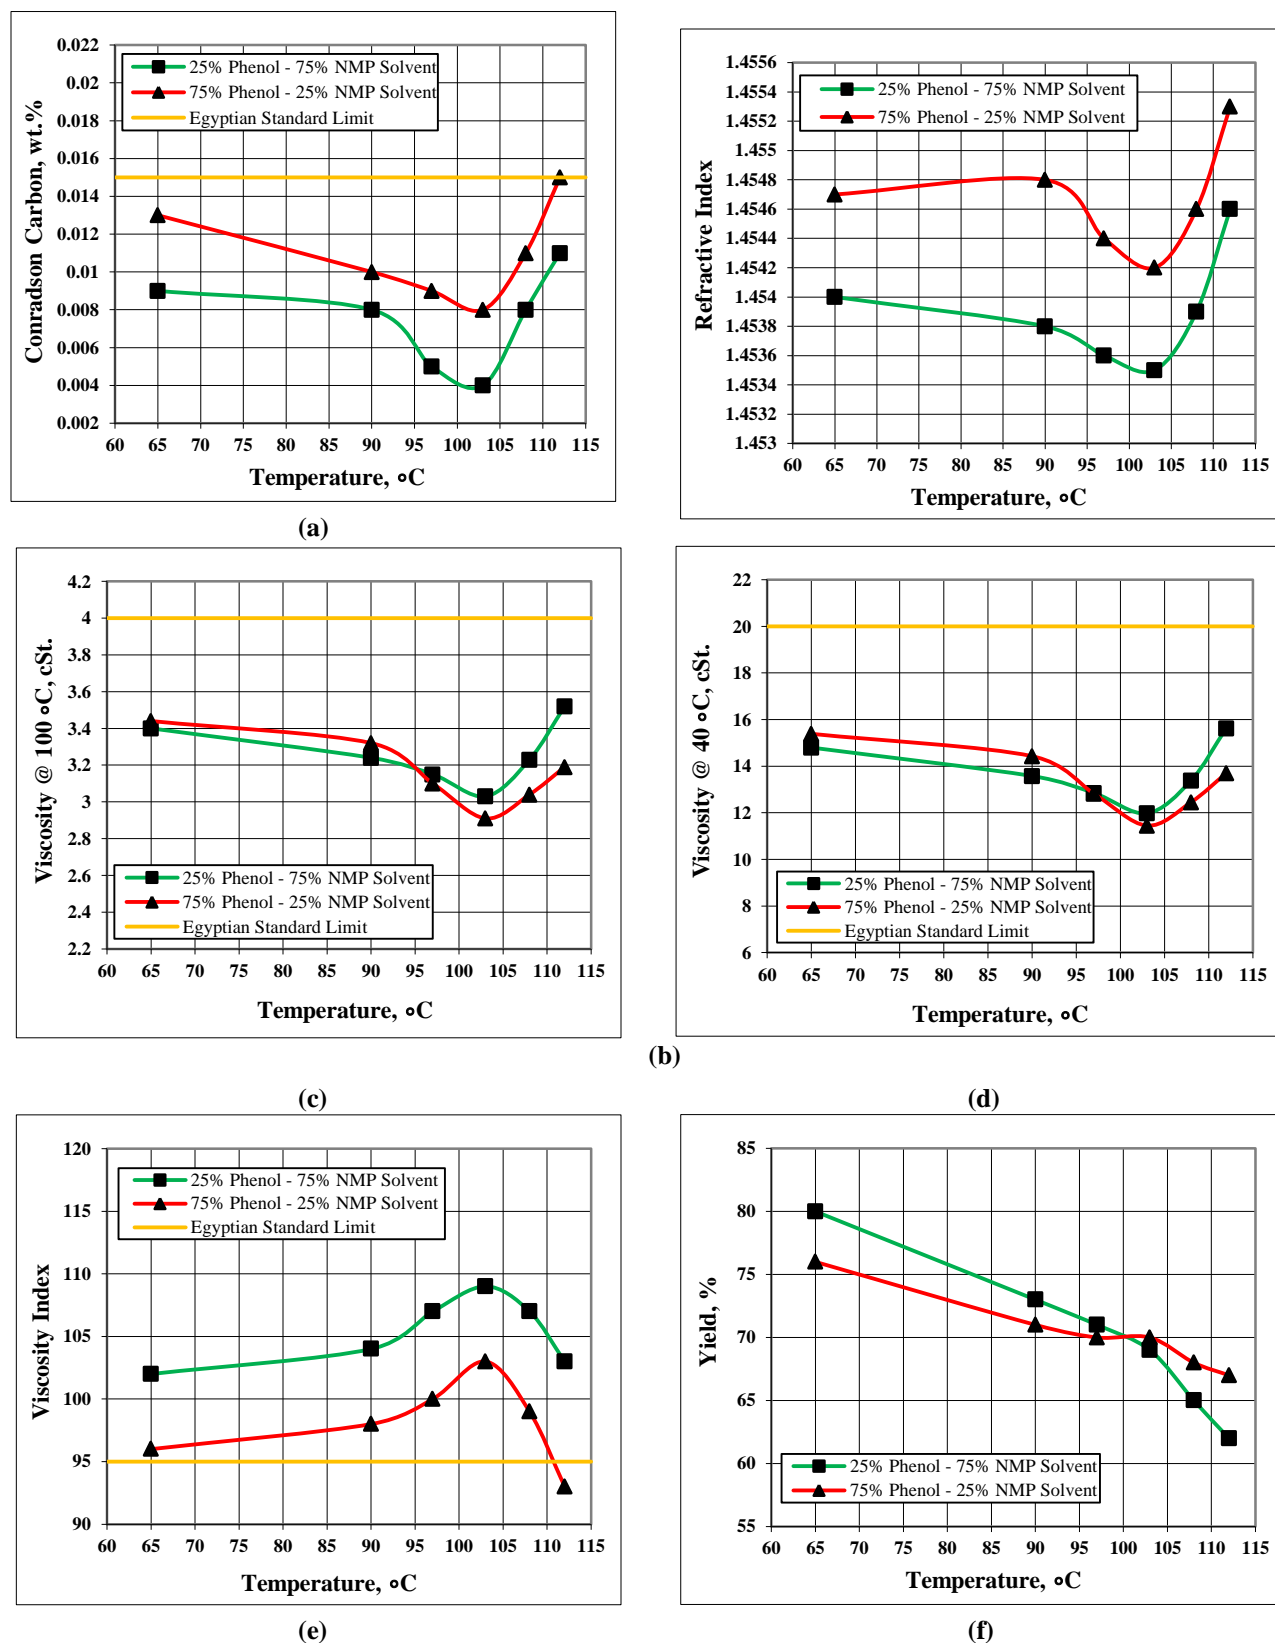 0.022
0.02
0.018
0.016
0.014
0.012
0.01
0.008
0.006
0.004
0.002
Conradson Carbon, wt.%
25% Phenol - 75% NMP Solvent
75% Phenol - 25% NMP Solvent
Egyptian Standard Limit
60 65 70 75 80 85 90 95 100 105 110 115
Temperature, ∘C
(a)
1.4556
1.4554
1.4552
1.455
1.4548
1.4546
1.4544
1.4542
1.454
1.4538
1.4536
1.4534
1.4532
1.453
Refractive Index
25% Phenol - 75% NMP Solvent
75% Phenol - 25% NMP Solvent
60 65 70 75 80 85 90 95 100 105 110 115
Temperature, ∘C
(b)
4.2
4
3.8
3.6
3.4
3.2
3
2.8
2.6
2.4
2.2
Viscosity @ 100 ∘C, cSt.
25% Phenol - 75% NMP Solvent
75% Phenol - 25% NMP Solvent
Egyptian Standard Limit
60 65 70 75 80 85 90 95 100 105 110 115
Temperature, ∘C
(c)
22
20
18
16
14
12
10
8
6
Viscosity @ 40 ∘C, cSt.
25% Phenol - 75% NMP Solvent
75% Phenol - 25% NMP Solvent
Egyptian Standard Limit
60 65 70 75 80 85 90 95 100 105 110 115
Temperature, ∘C
(d)
120
115
110
105
100
95
90
Viscosity Index
25% Phenol - 75% NMP Solvent
75% Phenol - 25% NMP Solvent
Egyptian Standard Limit
60 65 70 75 80 85 90 95 100 105 110 115
Temperature, ∘C
(e)
85
80
75
70
65
60
55
Yield, %
25% Phenol - 75% NMP Solvent
75% Phenol - 25% NMP Solvent
60 65 70 75 80 85 90 95 100 105 110 115
Temperature, ∘C
(f)